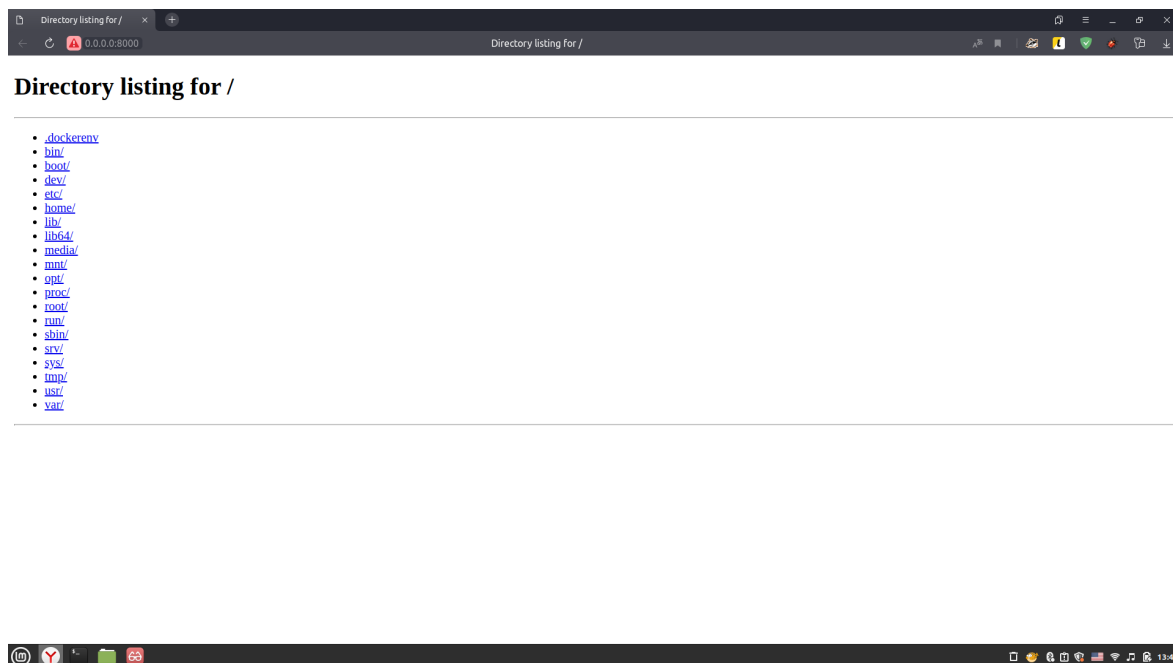 Directory listing for /
0.0.0.0:8000
Directory listing for /
Directory listing for /
.dockerenv
bin/
boot/
dev/
etc/
home/
lib/
lib64/
media/
mnt/
opt/
proc/
root/
run/
sbin/
srv/
sys/
tmp/
usr/
var/